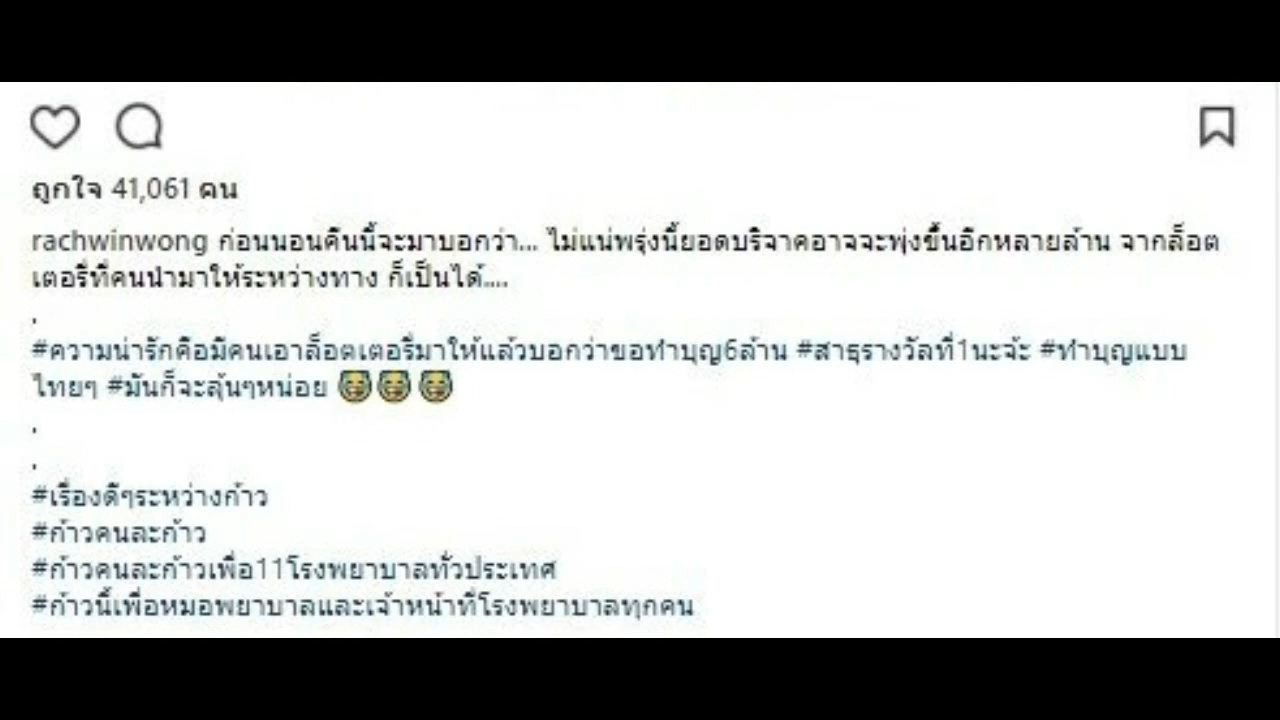 ถูกใจ 41,061 คน
rachwinwong ก่อนนอนคืนนี้จะมาบอกว่า... ไม่แน่พรุ่งนี้ยอดบริจาคอาจจะพุ่งขึ้นอีกหลายล้าน จากล็อต
เตอรี่ที่คนนำมาให้ระหว่างทาง ก็เป็นได้....
.
#ความน่ารักคือมีคนเอาล็อตเตอรี่มาให้แล้วบอกว่าขอทำบุญ6ล้าน #สาธุรางวัลที่1นะจ้ะ #ทำบุญแบบ
ไทยๆ #มันก็จะลุ้นๆหน่อย 😹😹😹
.
.
#เรื่องดีๆระหว่างก้าว
#ก้าวคนละก้าว
#ก้าวคนละก้าวเพื่อ11โรงพยาบาลทั่วประเทศ
#ก้าวนี้เพื่อหมอพยาบาลและเจ้าหน้าที่โรงพยาบาลทุกคน